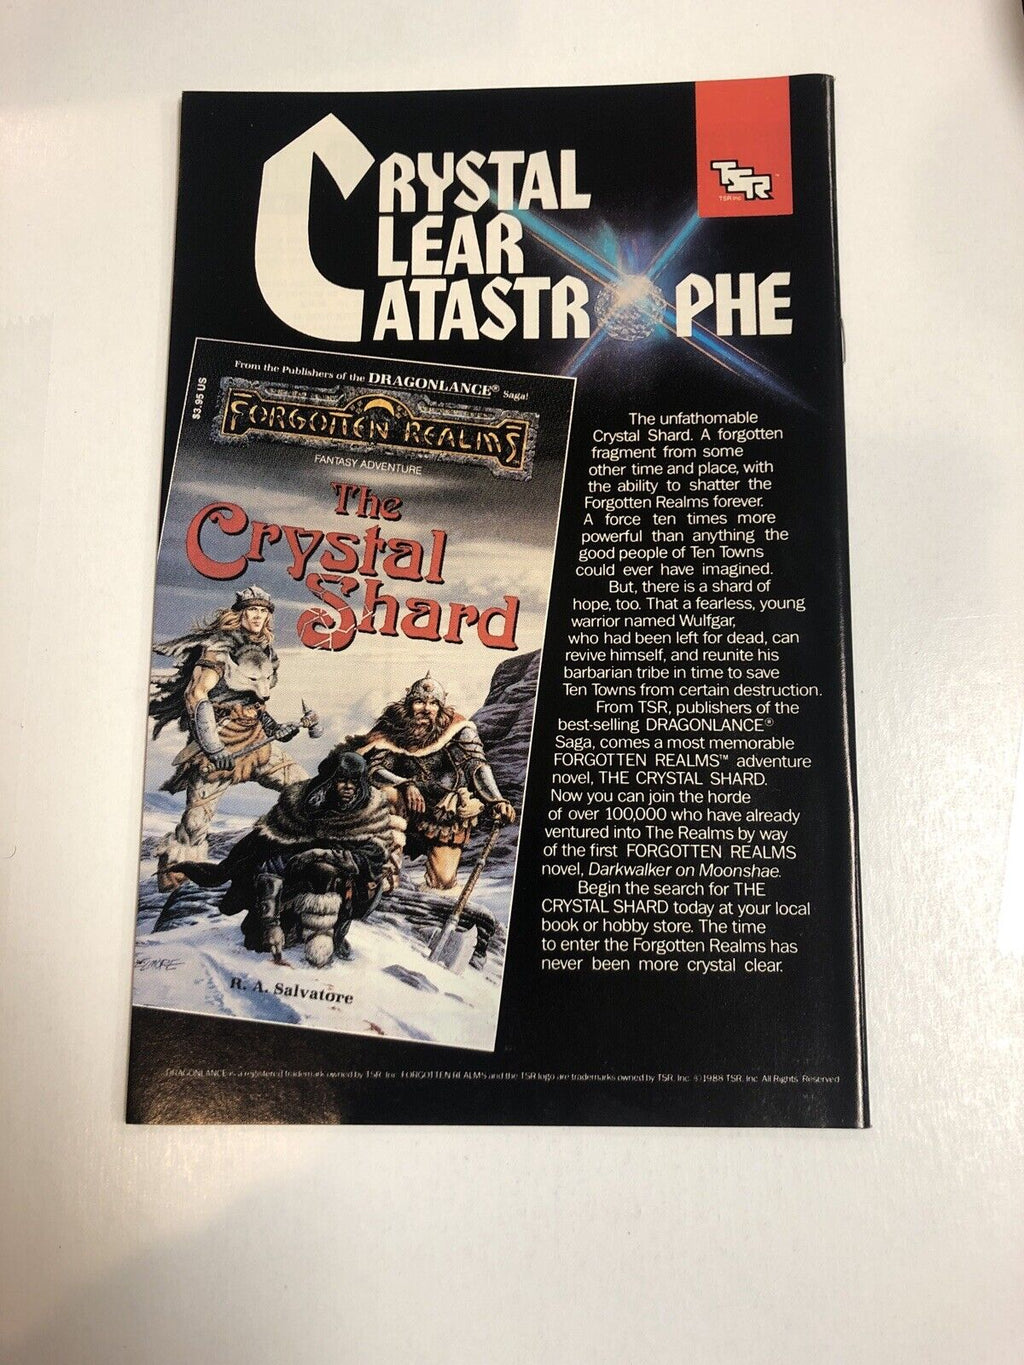 CRYSTAL
CLEAR
CATASTROPHE
TSR
TSR Inc.
$3.95 US
From the Publishers of the DRAGONLANCE® Saga!
FORGOTTEN REALMS
FANTASY ADVENTURE
The
Crystal
Shard
R. A. Salvatore
The unfathomable
Crystal Shard. A forgotten
fragment from some
other time and place, with
the ability to shatter the
Forgotten Realms forever.
A force ten times more
powerful than anything the
good people of Ten Towns
could ever have imagined.
But, there is a shard of
hope, too. That a fearless, young
warrior named Wulfgar,
who had been left for dead, can
revive himself, and reunite his
barbarian tribe in time to save
Ten Towns from certain destruction.
From TSR, publishers of the
best-selling DRAGONLANCE®
Saga, comes a most memorable
FORGOTTEN REALMS™ adventure
novel, THE CRYSTAL SHARD.
Now you can join the horde
of over 100,000 who have already
ventured into The Realms by way
of the first FORGOTTEN REALMS
novel, Darkwalker on Moonshae.
Begin the search for THE
CRYSTAL SHARD today at your local
book or hobby store. The time
to enter the Forgotten Realms has
never been more crystal clear.
DRAGONLANCE is a registered trademark owned by TSR, Inc. FORGOTTEN REALMS and the TSR logo are trademarks owned by TSR, Inc. ©1988 TSR, Inc. All Rights Reserved